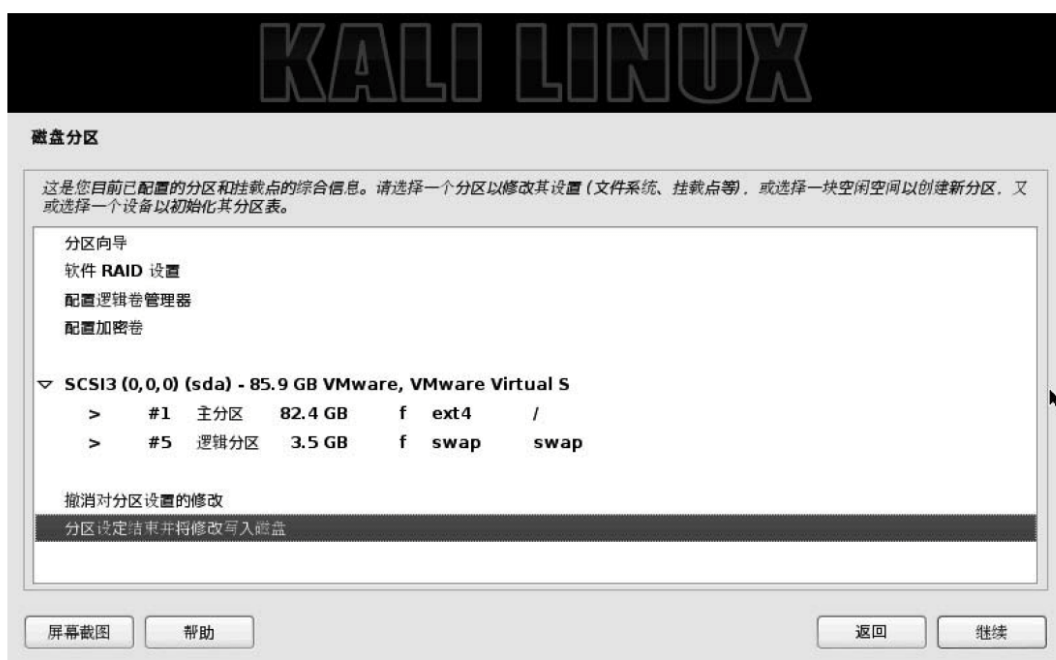 KALI LINUX
磁盘分区
这是您目前已配置的分区和挂载点的综合信息。请选择一个分区以修改其设置(文件系统、挂载点等)，或选择一块空闲空间以创建新分区，又
或选择一个设备以初始化其分区表。
分区向导
软件 RAID 设置
配置逻辑卷管理器
配置加密卷
▽ SCSI3 (0,0,0) (sda) - 85.9 GB VMware, VMware Virtual S
> #1 主分区 82.4 GB f ext4 /
> #5 逻辑分区 3.5 GB f swap swap
撤消对分区设置的修改
分区设定结束并将修改写入磁盘
屏幕截图 帮助 返回 继续